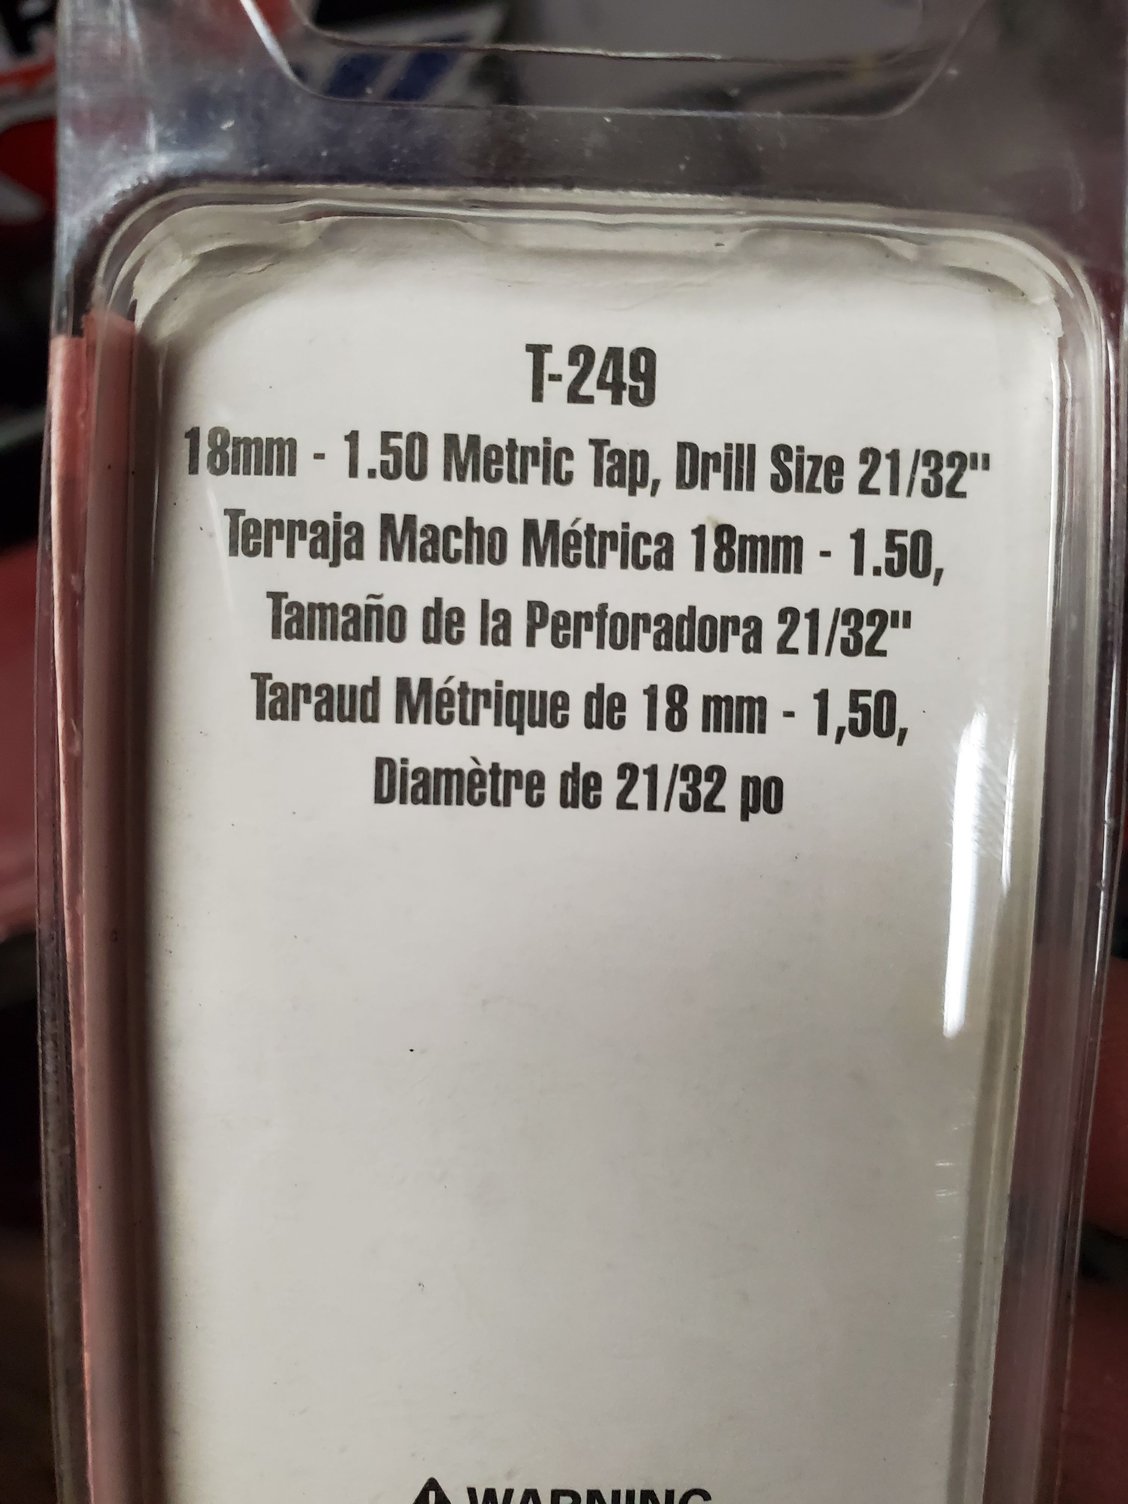 T-249
18mm - 1.50 Metric Tap, Drill Size 21/32"
Terraja Macho Métrica 18mm - 1.50,
Tamaño de la Perforadora 21/32"
Taraud Métrique de 18 mm - 1,50,
Diamètre de 21/32 po
WARNING